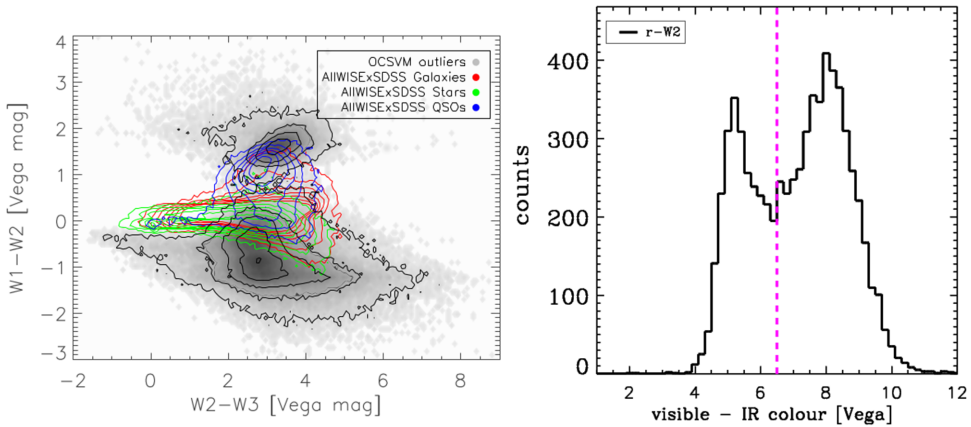 OCSVM outliers
AllWISExSDSS Galaxies
AllWISExSDSS Stars
AllWISExSDSS QSOs
4
3
2
1
0
−1
−2
−3
W1−W2 [Vega mag]
−2 0 2 4 6 8
W2−W3 [Vega mag]
r−W2
400
300
200
100
0
counts
2 4 6 8 10 12
visible − IR colour [Vega]